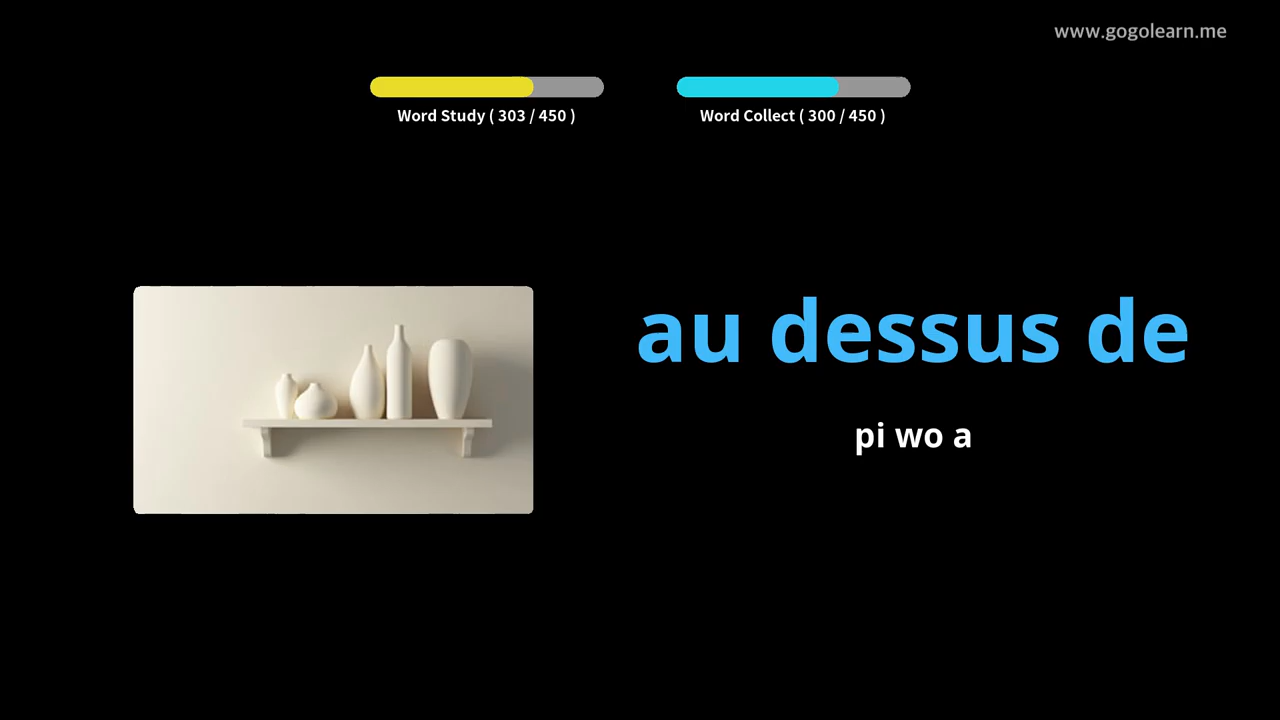 www.gogolearn.me
Word Study ( 303 / 450 )
Word Collect ( 300 / 450 )
au dessus de
pi wo a